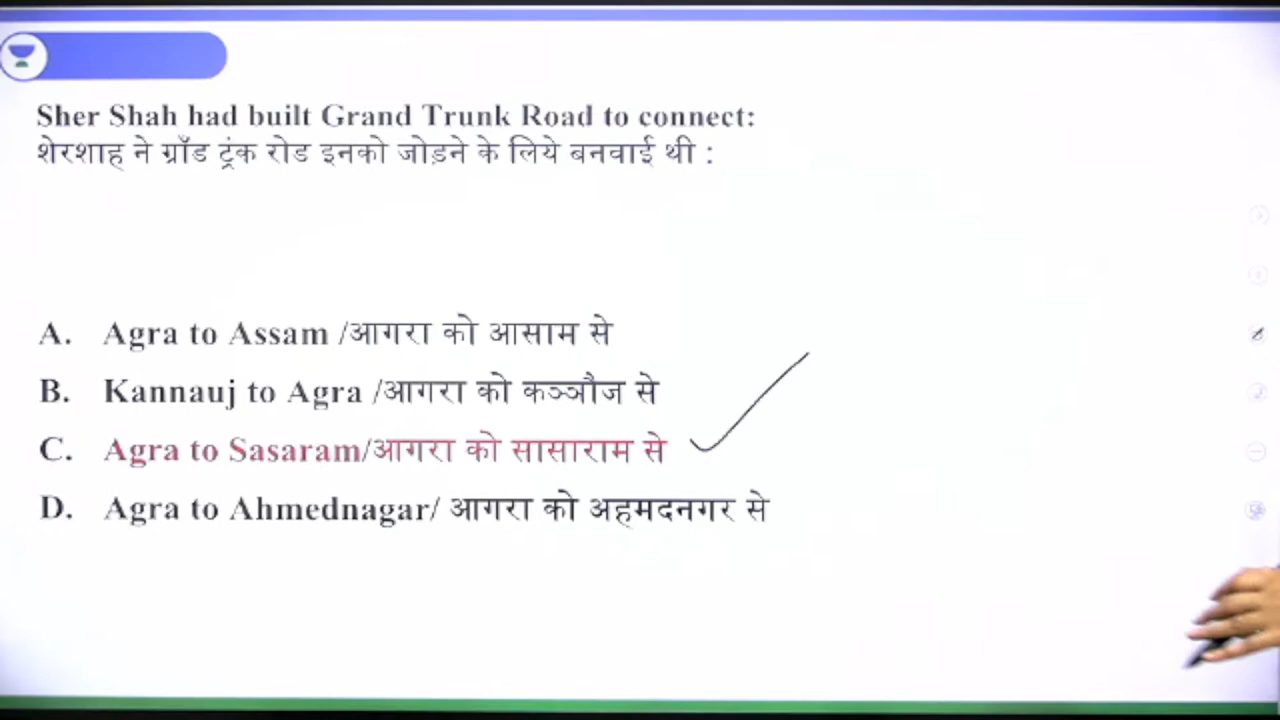 Sher Shah had built Grand Trunk Road to connect:
शेरशाह ने ग्राँड ट्रंक रोड इनको जोड़ने के लिये बनवाई थी :
A. Agra to Assam /आगरा को आसाम से
B. Kannauj to Agra /आगरा को कञ्ञौज से
C. Agra to Sasaram/आगरा को सासाराम से
D. Agra to Ahmednagar/ आगरा को अहमदनगर से